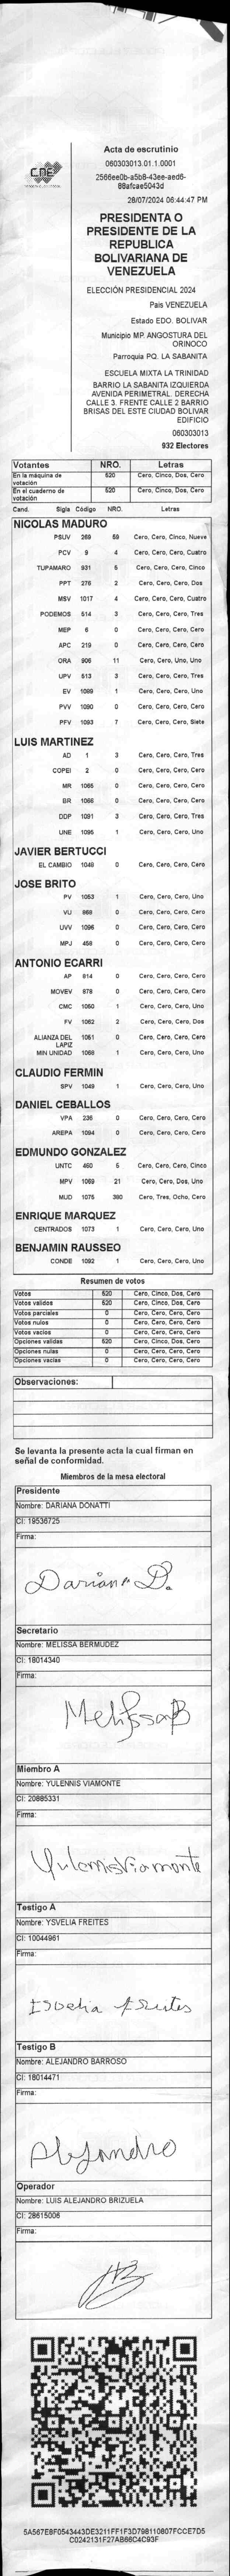 CNE
Acta de escrutinio
060303013.01.1.0001
2566ee0b-a5b8-43ee-aed6-
88afcae5043d
28/07/2024 06:44:47 PM
PRESIDENTA O
PRESIDENTE DE LA
REPUBLICA
BOLIVARIANA DE
VENEZUELA
ELECCIÓN PRESIDENCIAL 2024
Pais VENEZUELA
Estado EDO. BOLIVAR
Municipio MP. ANGOSTURA DEL
ORINOCO
Parroquia PQ. LA SABANITA
ESCUELA MIXTA LA TRINIDAD
BARRIO LA SABANITA IZQUIERDA
AVENIDA PERIMETRAL. DERECHA
CALLE 3. FRENTE CALLE 2 BARRIO
BRISAS DEL ESTE CIUDAD BOLIVAR
EDIFICIO
060303013
932 Electores
Votantes NRO. Letras
En la máquina de votación 520 Cero, Cinco, Dos, Cero
En el cuaderno de votación 520 Cero, Cinco, Dos, Cero
Cand. Sigla Código NRO. Letras
NICOLAS MADURO
PSUV 269 59 Cero, Cero, Cinco, Nueve
PCV 9 4 Cero, Cero, Cero, Cuatro
TUPAMARO 931 5 Cero, Cero, Cero, Cinco
PPT 276 2 Cero, Cero, Cero, Dos
MSV 1017 4 Cero, Cero, Cero, Cuatro
PODEMOS 514 3 Cero, Cero, Cero, Tres
MEP 6 0 Cero, Cero, Cero, Cero
APC 219 0 Cero, Cero, Cero, Cero
ORA 906 11 Cero, Cero, Uno, Uno
UPV 513 3 Cero, Cero, Cero, Tres
EV 1089 1 Cero, Cero, Cero, Uno
PVV 1090 0 Cero, Cero, Cero, Cero
PFV 1093 7 Cero, Cero, Cero, Siete
LUIS MARTINEZ
AD 1 3 Cero, Cero, Cero, Tres
COPEI 2 0 Cero, Cero, Cero, Cero
MR 1065 0 Cero, Cero, Cero, Cero
BR 1066 0 Cero, Cero, Cero, Cero
DDP 1091 3 Cero, Cero, Cero, Tres
UNE 1095 1 Cero, Cero, Cero, Uno
JAVIER BERTUCCI
EL CAMBIO 1048 0 Cero, Cero, Cero, Cero
JOSE BRITO
PV 1053 1 Cero, Cero, Cero, Uno
VU 868 0 Cero, Cero, Cero, Cero
UVV 1096 0 Cero, Cero, Cero, Cero
MPJ 458 0 Cero, Cero, Cero, Cero
ANTONIO ECARRI
AP 814 0 Cero, Cero, Cero, Cero
MOVEV 878 0 Cero, Cero, Cero, Cero
CMC 1050 1 Cero, Cero, Cero, Uno
FV 1062 2 Cero, Cero, Cero, Dos
ALIANZA DEL LAPIZ 1051 0 Cero, Cero, Cero, Cero
MIN UNIDAD 1068 1 Cero, Cero, Cero, Uno
CLAUDIO FERMIN
SPV 1049 1 Cero, Cero, Cero, Uno
DANIEL CEBALLOS
VPA 236 0 Cero, Cero, Cero, Cero
AREPA 1094 0 Cero, Cero, Cero, Cero
EDMUNDO GONZALEZ
UNTC 460 5 Cero, Cero, Cero, Cinco
MPV 1069 21 Cero, Cero, Dos, Uno
MUD 1075 380 Cero, Tres, Ocho, Cero
ENRIQUE MARQUEZ
CENTRADOS 1073 1 Cero, Cero, Cero, Uno
BENJAMIN RAUSSEO
CONDE 1092 1 Cero, Cero, Cero, Uno
Resumen de votos
Votos 520 Cero, Cinco, Dos, Cero
Votos validos 520 Cero, Cinco, Dos, Cero
Votos parciales 0 Cero, Cero, Cero, Cero
Votos nulos 0 Cero, Cero, Cero, Cero
Votos vacíos 0 Cero, Cero, Cero, Cero
Opciones validas 520 Cero, Cinco, Dos, Cero
Opciones nulas 0 Cero, Cero, Cero, Cero
Opciones vacías 0 Cero, Cero, Cero, Cero
Observaciones:
Se levanta la presente acta la cual firman en
señal de conformidad.
Miembros de la mesa electoral
Presidente
Nombre: DARIANA DONATTI
CI: 19536725
Firma:
Dariana D.
Secretario
Nombre: MELISSA BERMUDEZ
CI: 18014340
Firma:
Melissa B
Miembro A
Nombre: YULENNIS VIAMONTE
CI: 20885331
Firma:
Yulennis Viamonte
Testigo A
Nombre: YSVELIA FREITES
CI: 10044961
Firma:
Isvelia Freites
Testigo B
Nombre: ALEJANDRO BARROSO
CI: 18014471
Firma:
Alejandro
Operador
Nombre: LUIS ALEJANDRO BRIZUELA
CI: 28615006
Firma:
5A567E8F0543443DE3211FF1F3D798110807FCCE7D5
C0242131F27AB66C4C93F